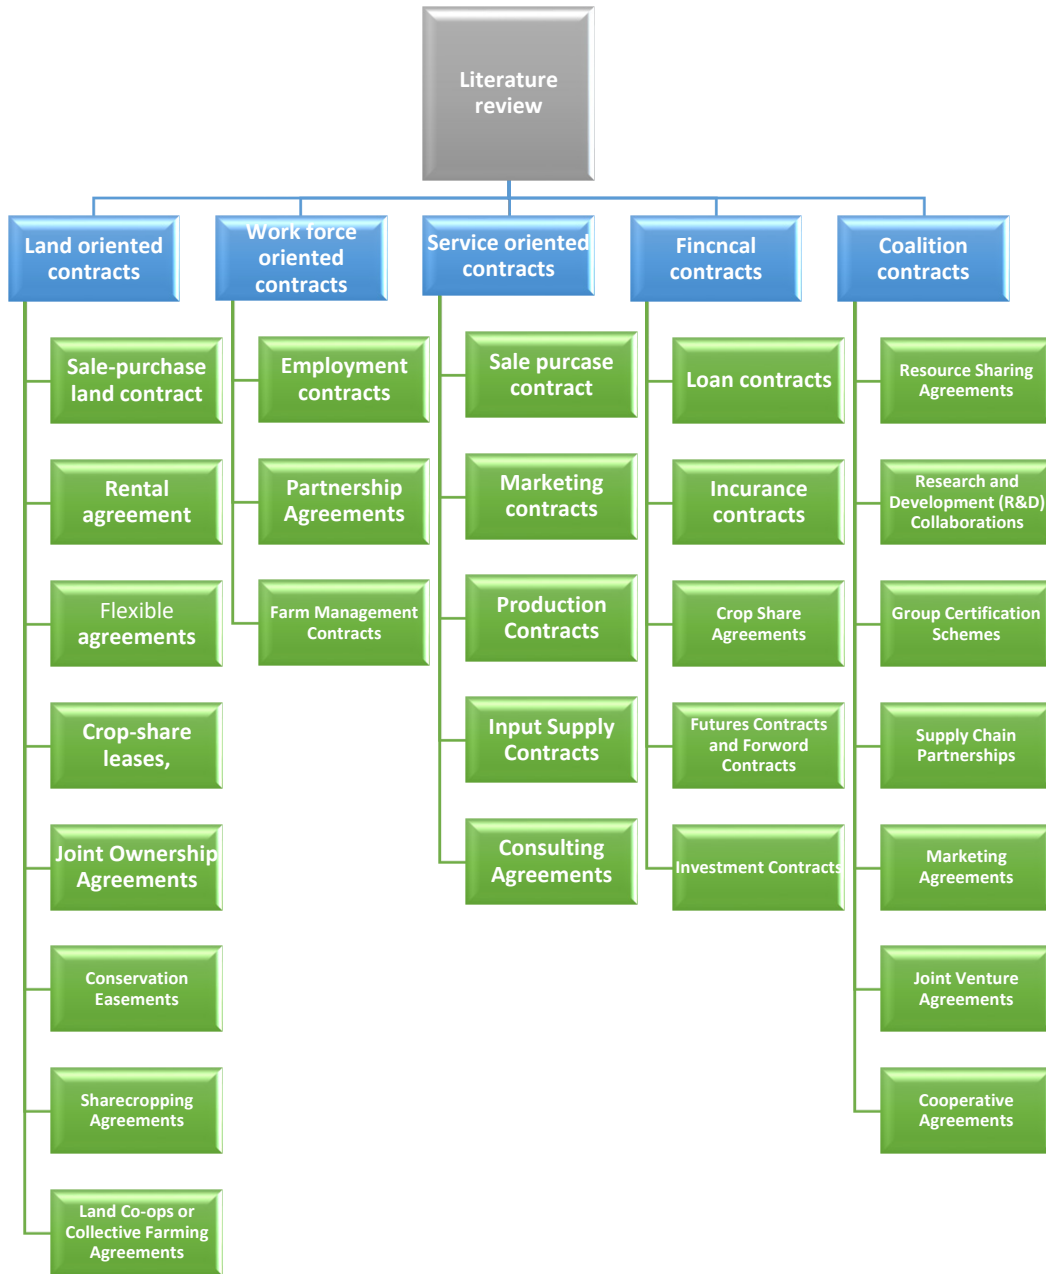 Literature
review
Land oriented
contracts
Work force
oriented
contracts
Service oriented
contracts
Fincncal
contracts
Coalition
contracts
Sale-purchase
land contract
Rental
agreement
Flexible
agreements
Crop-share
leases,
Joint Ownership
Agreements
Conservation
Easements
Sharecropping
Agreements
Land Co-ops or
Collective Farming
Agreements
Employment
contracts
Partnership
Agreements
Farm Management
Contracts
Sale purcase
contract
Marketing
contracts
Production
Contracts
Input Supply
Contracts
Consulting
Agreements
Loan contracts
Incurance
contracts
Crop Share
Agreements
Futures Contracts
and Forword
Contracts
Investment Contracts
Resource Sharing
Agreements
Research and
Development (R&D)
Collaborations
Group Certification
Schemes
Supply Chain
Partnerships
Marketing
Agreements
Joint Venture
Agreements
Cooperative
Agreements